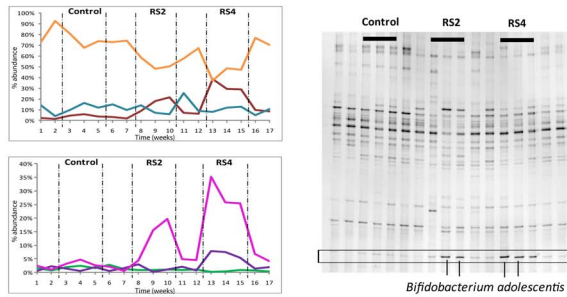 Control RS2 RS4
% abundance
100%
90%
80%
70%
60%
50%
40%
30%
20%
10%
0%
1 2 3 4 5 6 7 8 9 10 11 12 13 14 15 16 17
Time (weeks)
Control RS2 RS4
% abundance
40%
35%
30%
25%
20%
15%
10%
5%
0%
1 2 3 4 5 6 7 8 9 10 11 12 13 14 15 16 17
Time (weeks)
Control RS2 RS4
Bifidobacterium adolescentis